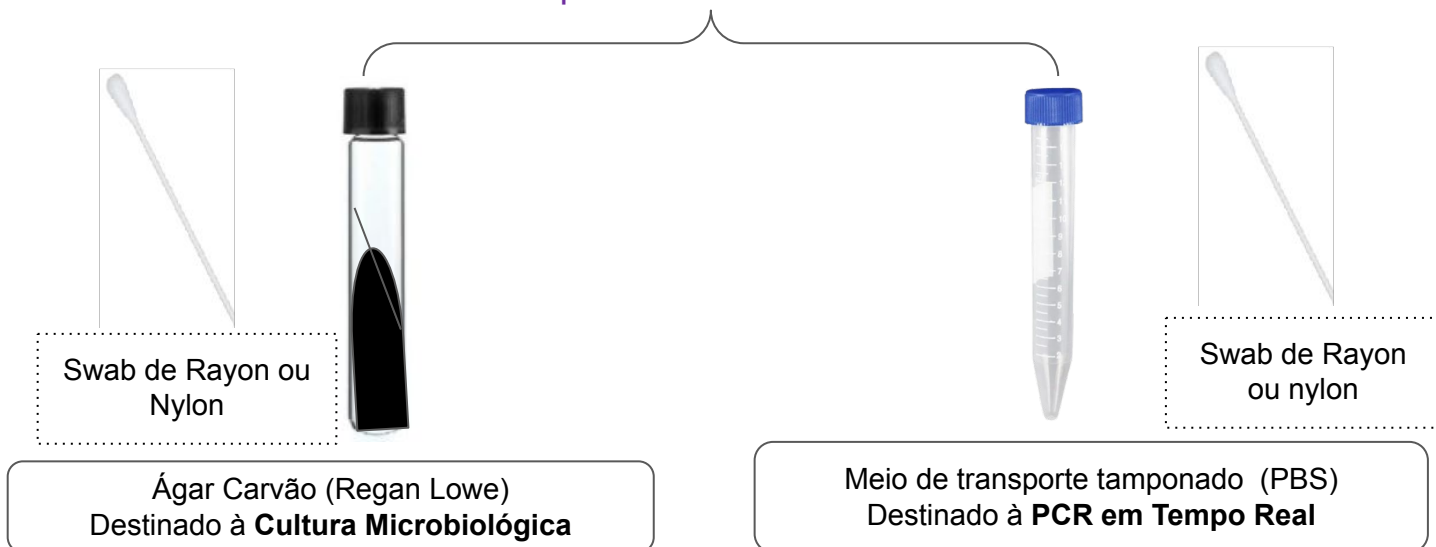 Swab de Rayon ou
Nylon
Swab de Rayon
ou nylon
Ágar Carvão (Regan Lowe)
Destinado à Cultura Microbiológica
Meio de transporte tamponado (PBS)
Destinado à PCR em Tempo Real